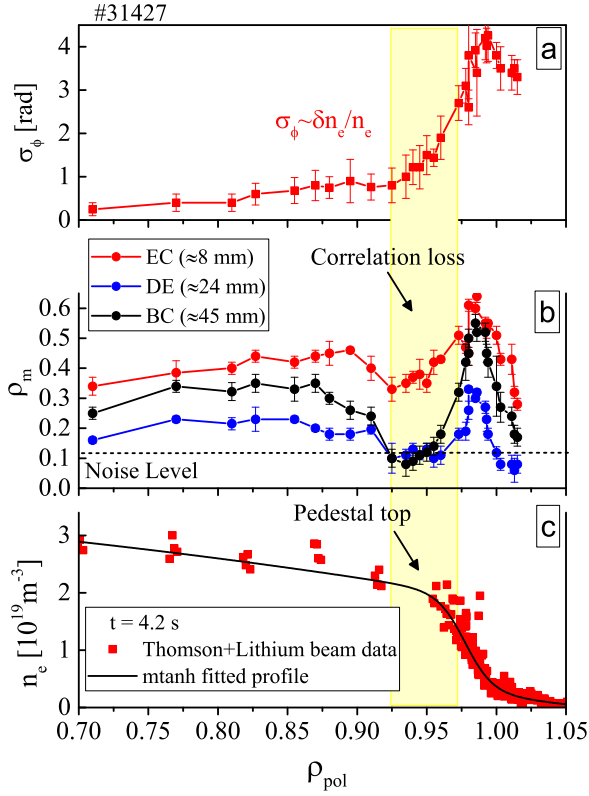 #31427
a
4
3
2
1
0
σϕ [rad]
σϕ~δne/ne
EC (≈8 mm)
DE (≈24 mm)
BC (≈45 mm)
Correlation loss
b
0.6
0.5
0.4
0.3
0.2
0.1
0.0
ρm
Noise Level
Pedestal top
c
3
2
1
0
ne [10^19 m^-3]
t = 4.2 s
Thomson+Lithium beam data
mtanh fitted profile
0.70 0.75 0.80 0.85 0.90 0.95 1.00 1.05
ρpol